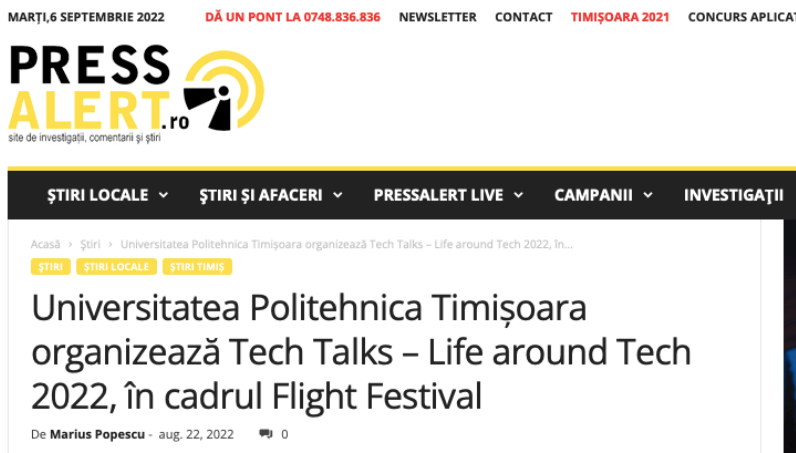 MARȚI,6 SEPTEMBRIE 2022 DĂ UN PONT LA 0748.836.836 NEWSLETTER CONTACT TIMIȘOARA 2021 CONCURS APLICAT
PRESS
ALERT.ro
site de investigații, comentarii și știri
ȘTIRI LOCALE ȘTIRI ȘI AFACERI PRESSALERT LIVE CAMPANII INVESTIGAȚII
Acasă › Știri › Universitatea Politehnica Timișoara organizează Tech Talks – Life around Tech 2022, în...
ȘTIRI ȘTIRI LOCALE ȘTIRI TIMIȘ
Universitatea Politehnica Timișoara
organizează Tech Talks – Life around Tech
2022, în cadrul Flight Festival
De Marius Popescu - aug. 22, 2022 0